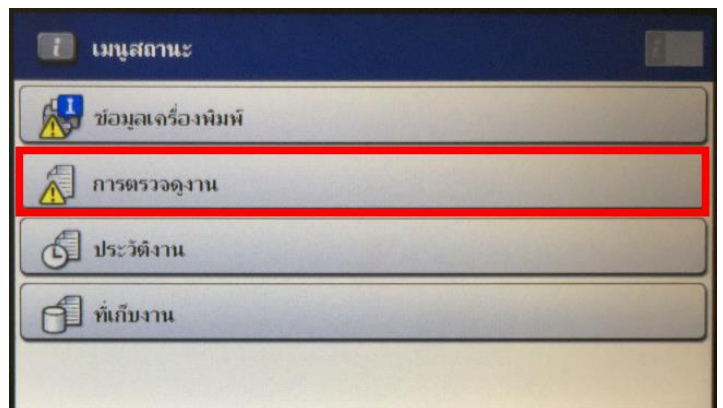 เมนูสถานะ
ข้อมูลเครื่องพิมพ์
การตรวจดูงาน
ประวัติงาน
ที่เก็บงาน